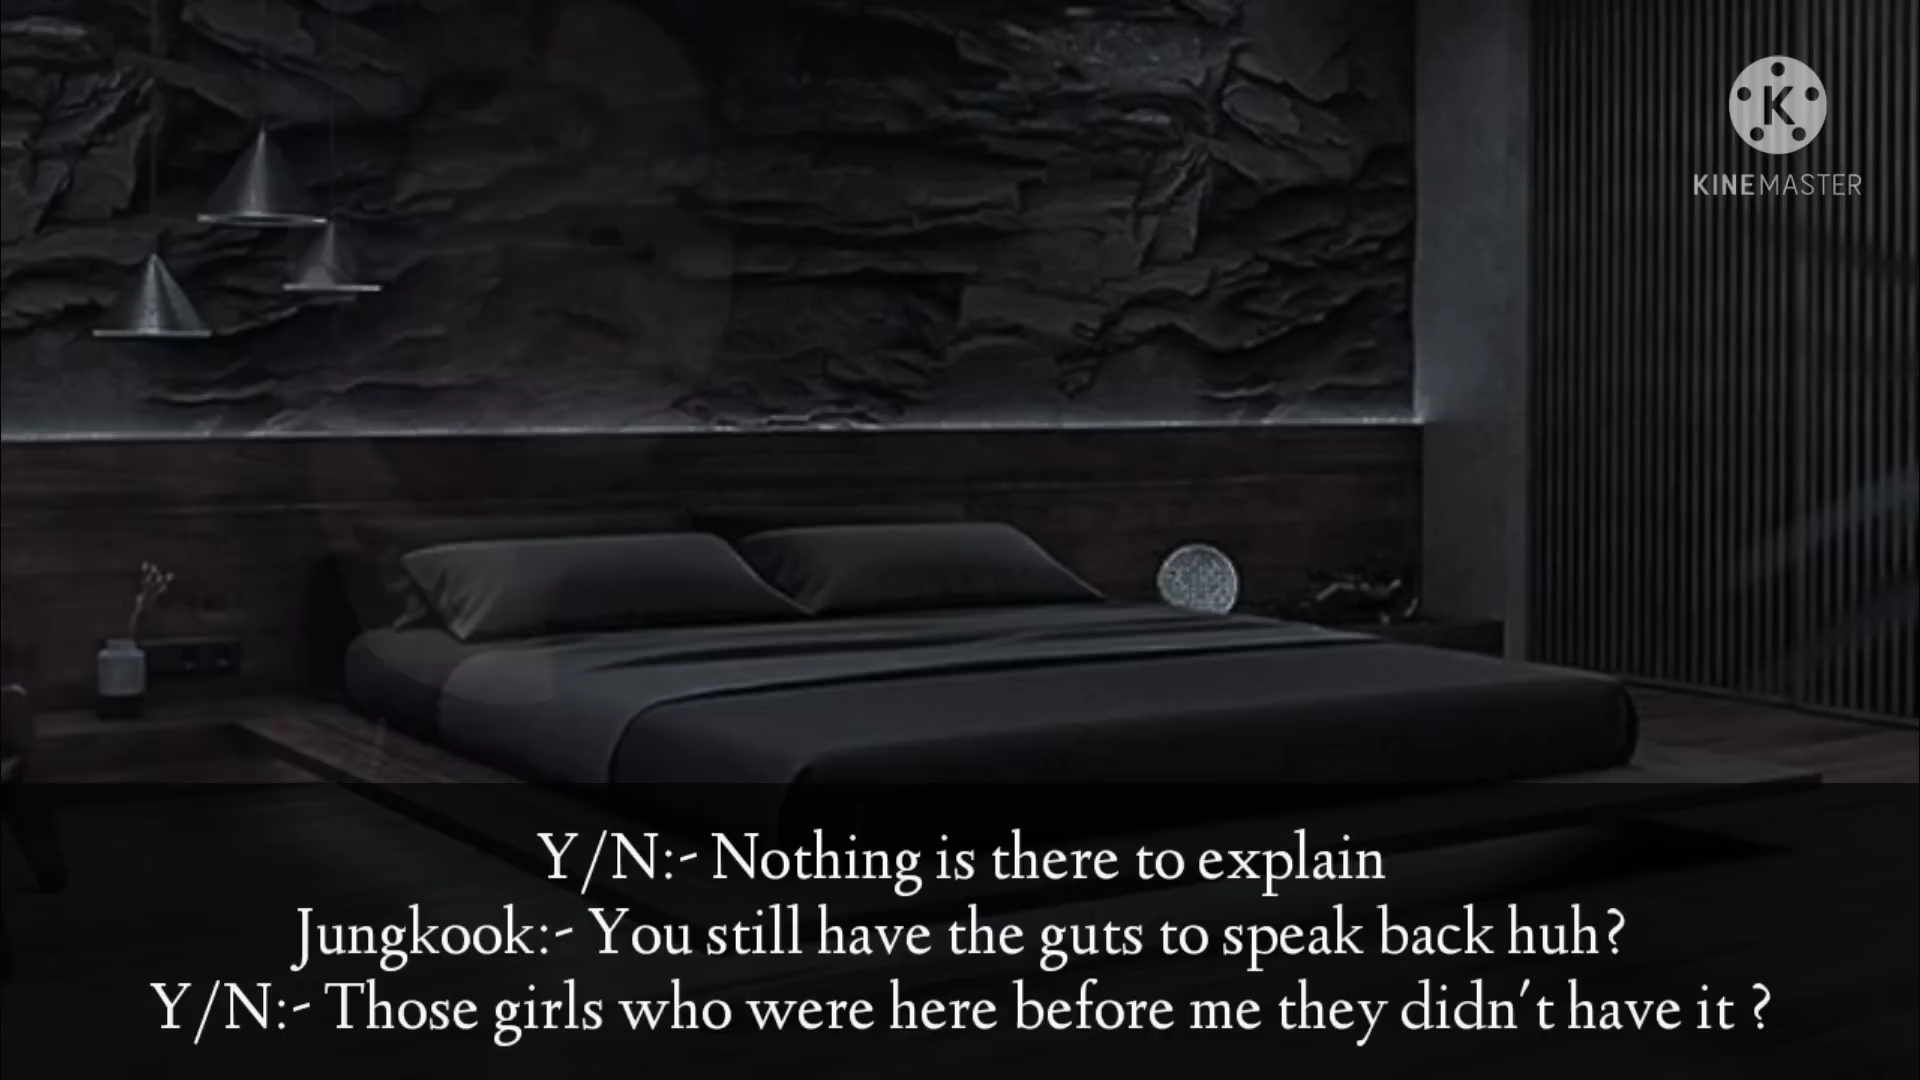 KINEMASTER
Y/N:- Nothing is there to explain
Jungkook:- You still have the guts to speak back huh?
Y/N:- Those girls who were here before me they didn't have it ?